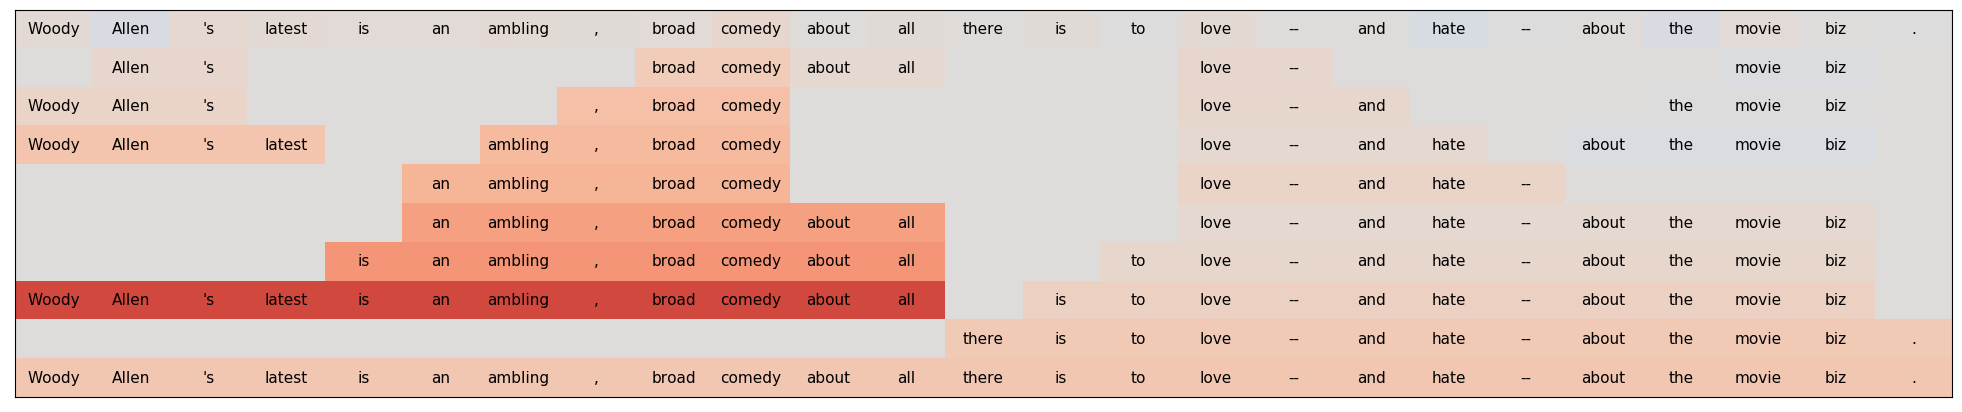 Woody Allen 's latest is an ambling , broad comedy about all there is to love -- and hate -- about the movie biz .
Allen 's broad comedy about all love -- movie biz
Woody Allen 's , broad comedy love -- and the movie biz
Woody Allen 's latest ambling , broad comedy love -- and hate about the movie biz
an ambling , broad comedy love -- and hate --
an ambling , broad comedy about all love -- and hate -- about the movie biz
is an ambling , broad comedy about all to love -- and hate -- about the movie biz
Woody Allen 's latest is an ambling , broad comedy about all is to love -- and hate -- about the movie biz
there is to love -- and hate -- about the movie biz .
Woody Allen 's latest is an ambling , broad comedy about all there is to love -- and hate -- about the movie biz .